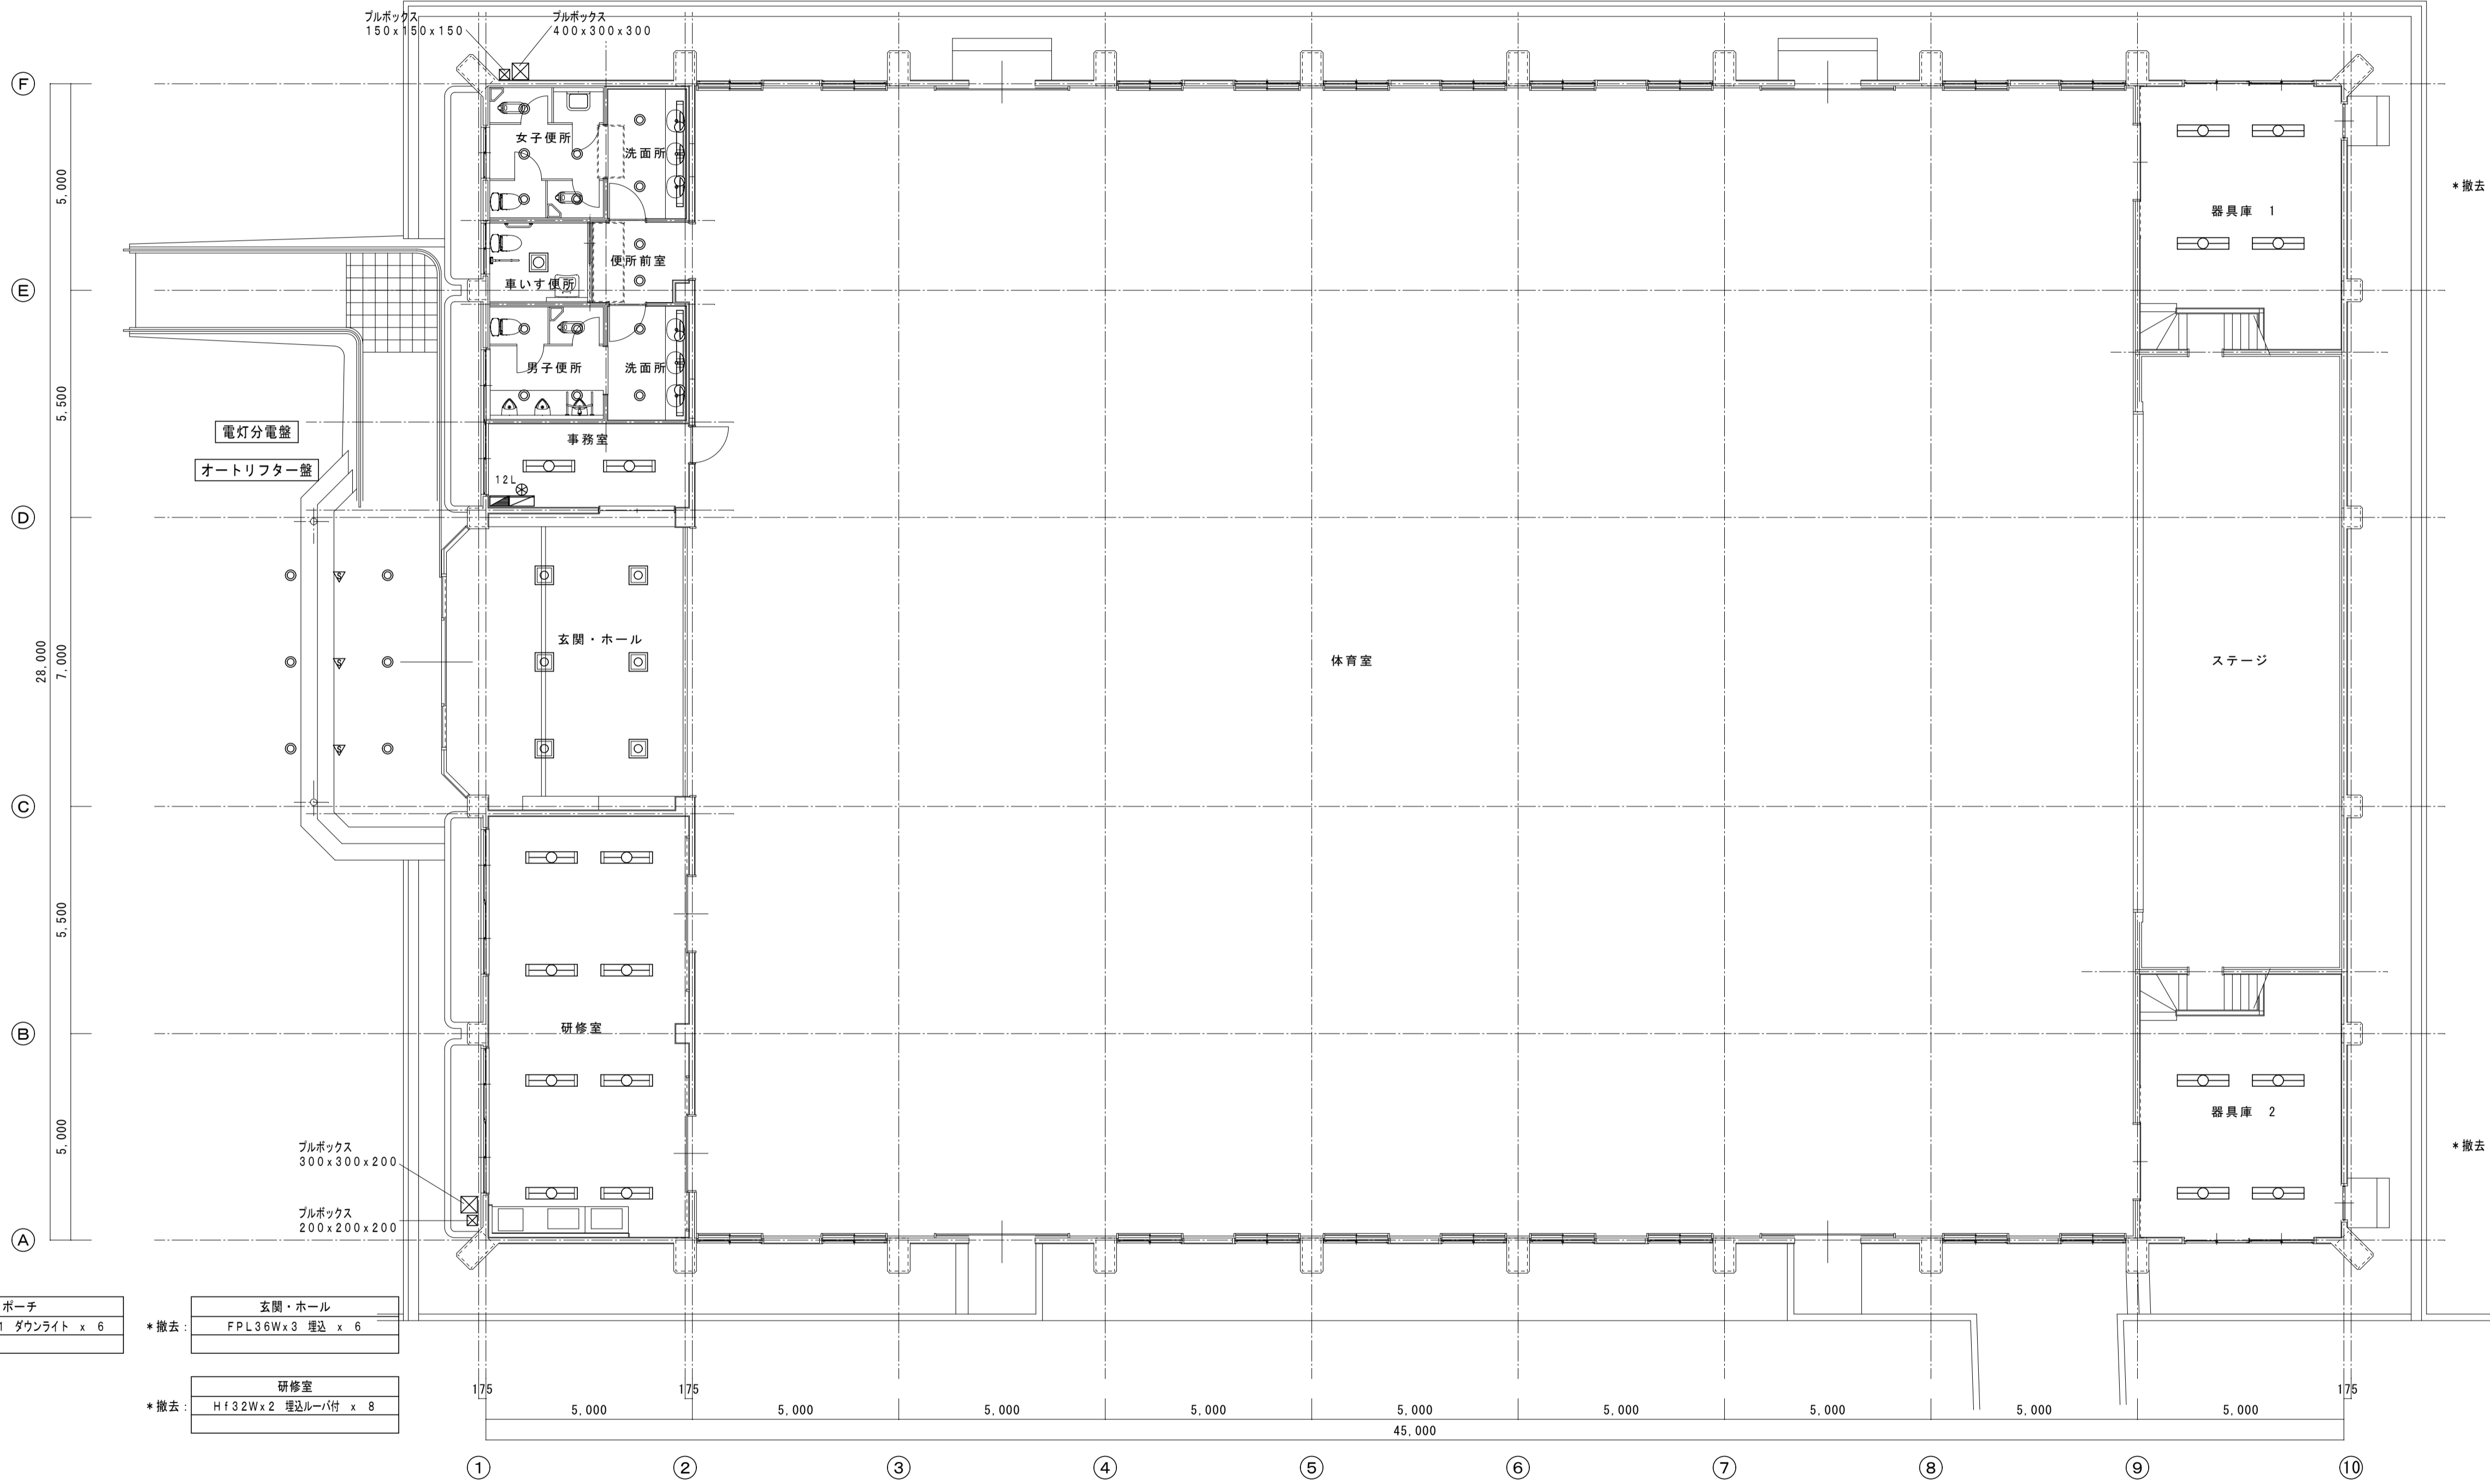 プルボックス
150x150x150
プルボックス
400x300x300
F
E
D
C
B
A
5,000
5,500
7,000
5,500
5,000
28,000
女子便所
洗面所
車いす便所
便所前室
男子便所
洗面所
事務室
12L
電灯分電盤
オートリフター盤
玄関・ホール
体育室
ステージ
器具庫 1
*撤去
研修室
器具庫 2
*撤去
S
S
S
プルボックス
300x300x200
プルボックス
200x200x200
ポーチ
ダウンライト x 6
*撤去:
玄関・ホール
FPL36Wx3 埋込 x 6
*撤去:
研修室
Hf32Wx2 埋込ルーバ付 x 8
175
175
175
5,000
5,000
5,000
5,000
5,000
5,000
5,000
5,000
5,000
45,000
1
2
3
4
5
6
7
8
9
10